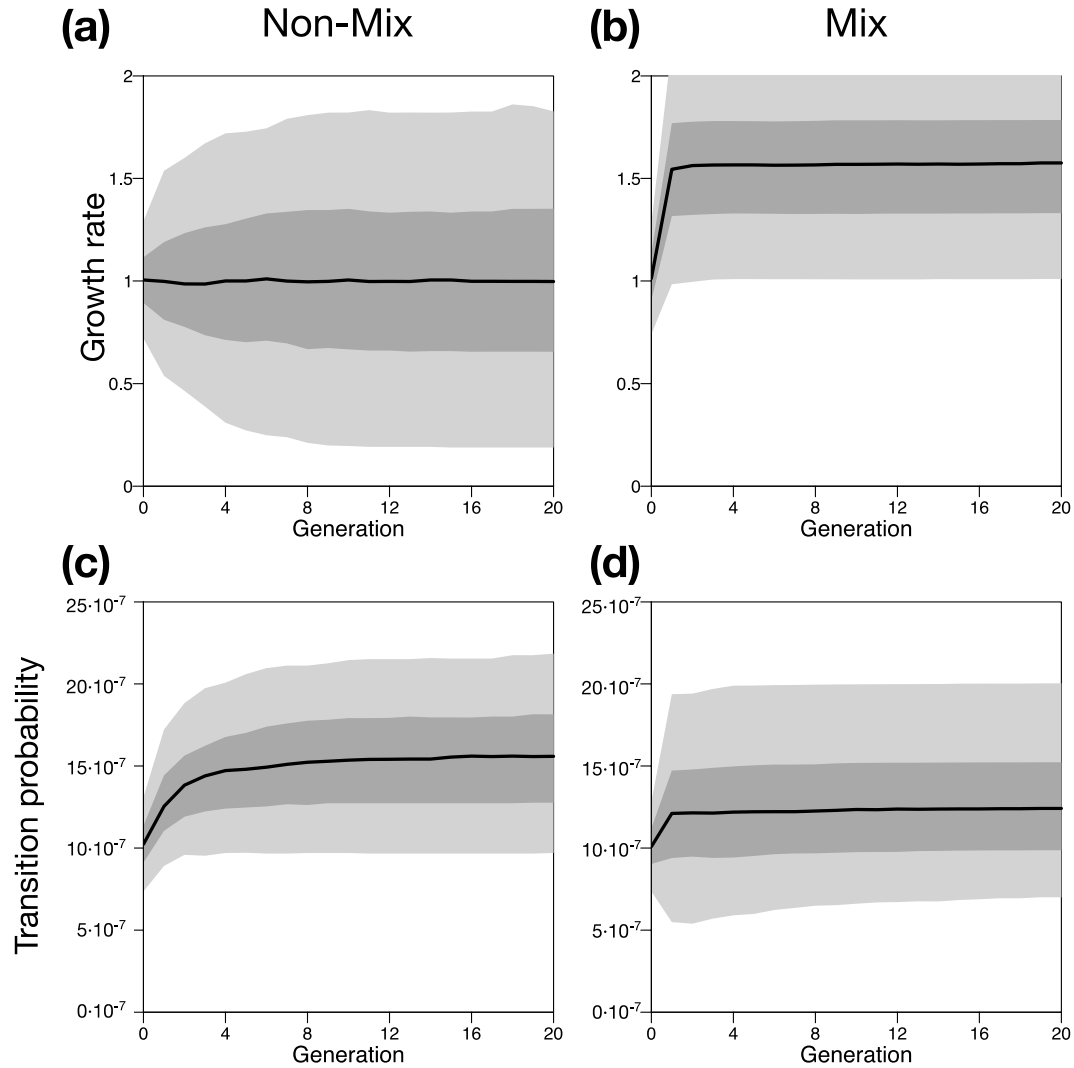 (a) Non-Mix
(b) Mix
Growth rate
2
1.5
1
0.5
0
0 4 8 12 16 20
Generation
2
1.5
1
0.5
0
0 4 8 12 16 20
Generation
(c)
Transition probability
25·10⁻⁷
20·10⁻⁷
15·10⁻⁷
10·10⁻⁷
5·10⁻⁷
0·10⁻⁷
0 4 8 12 16 20
Generation
(d)
25·10⁻⁷
20·10⁻⁷
15·10⁻⁷
10·10⁻⁷
5·10⁻⁷
0·10⁻⁷
0 4 8 12 16 20
Generation